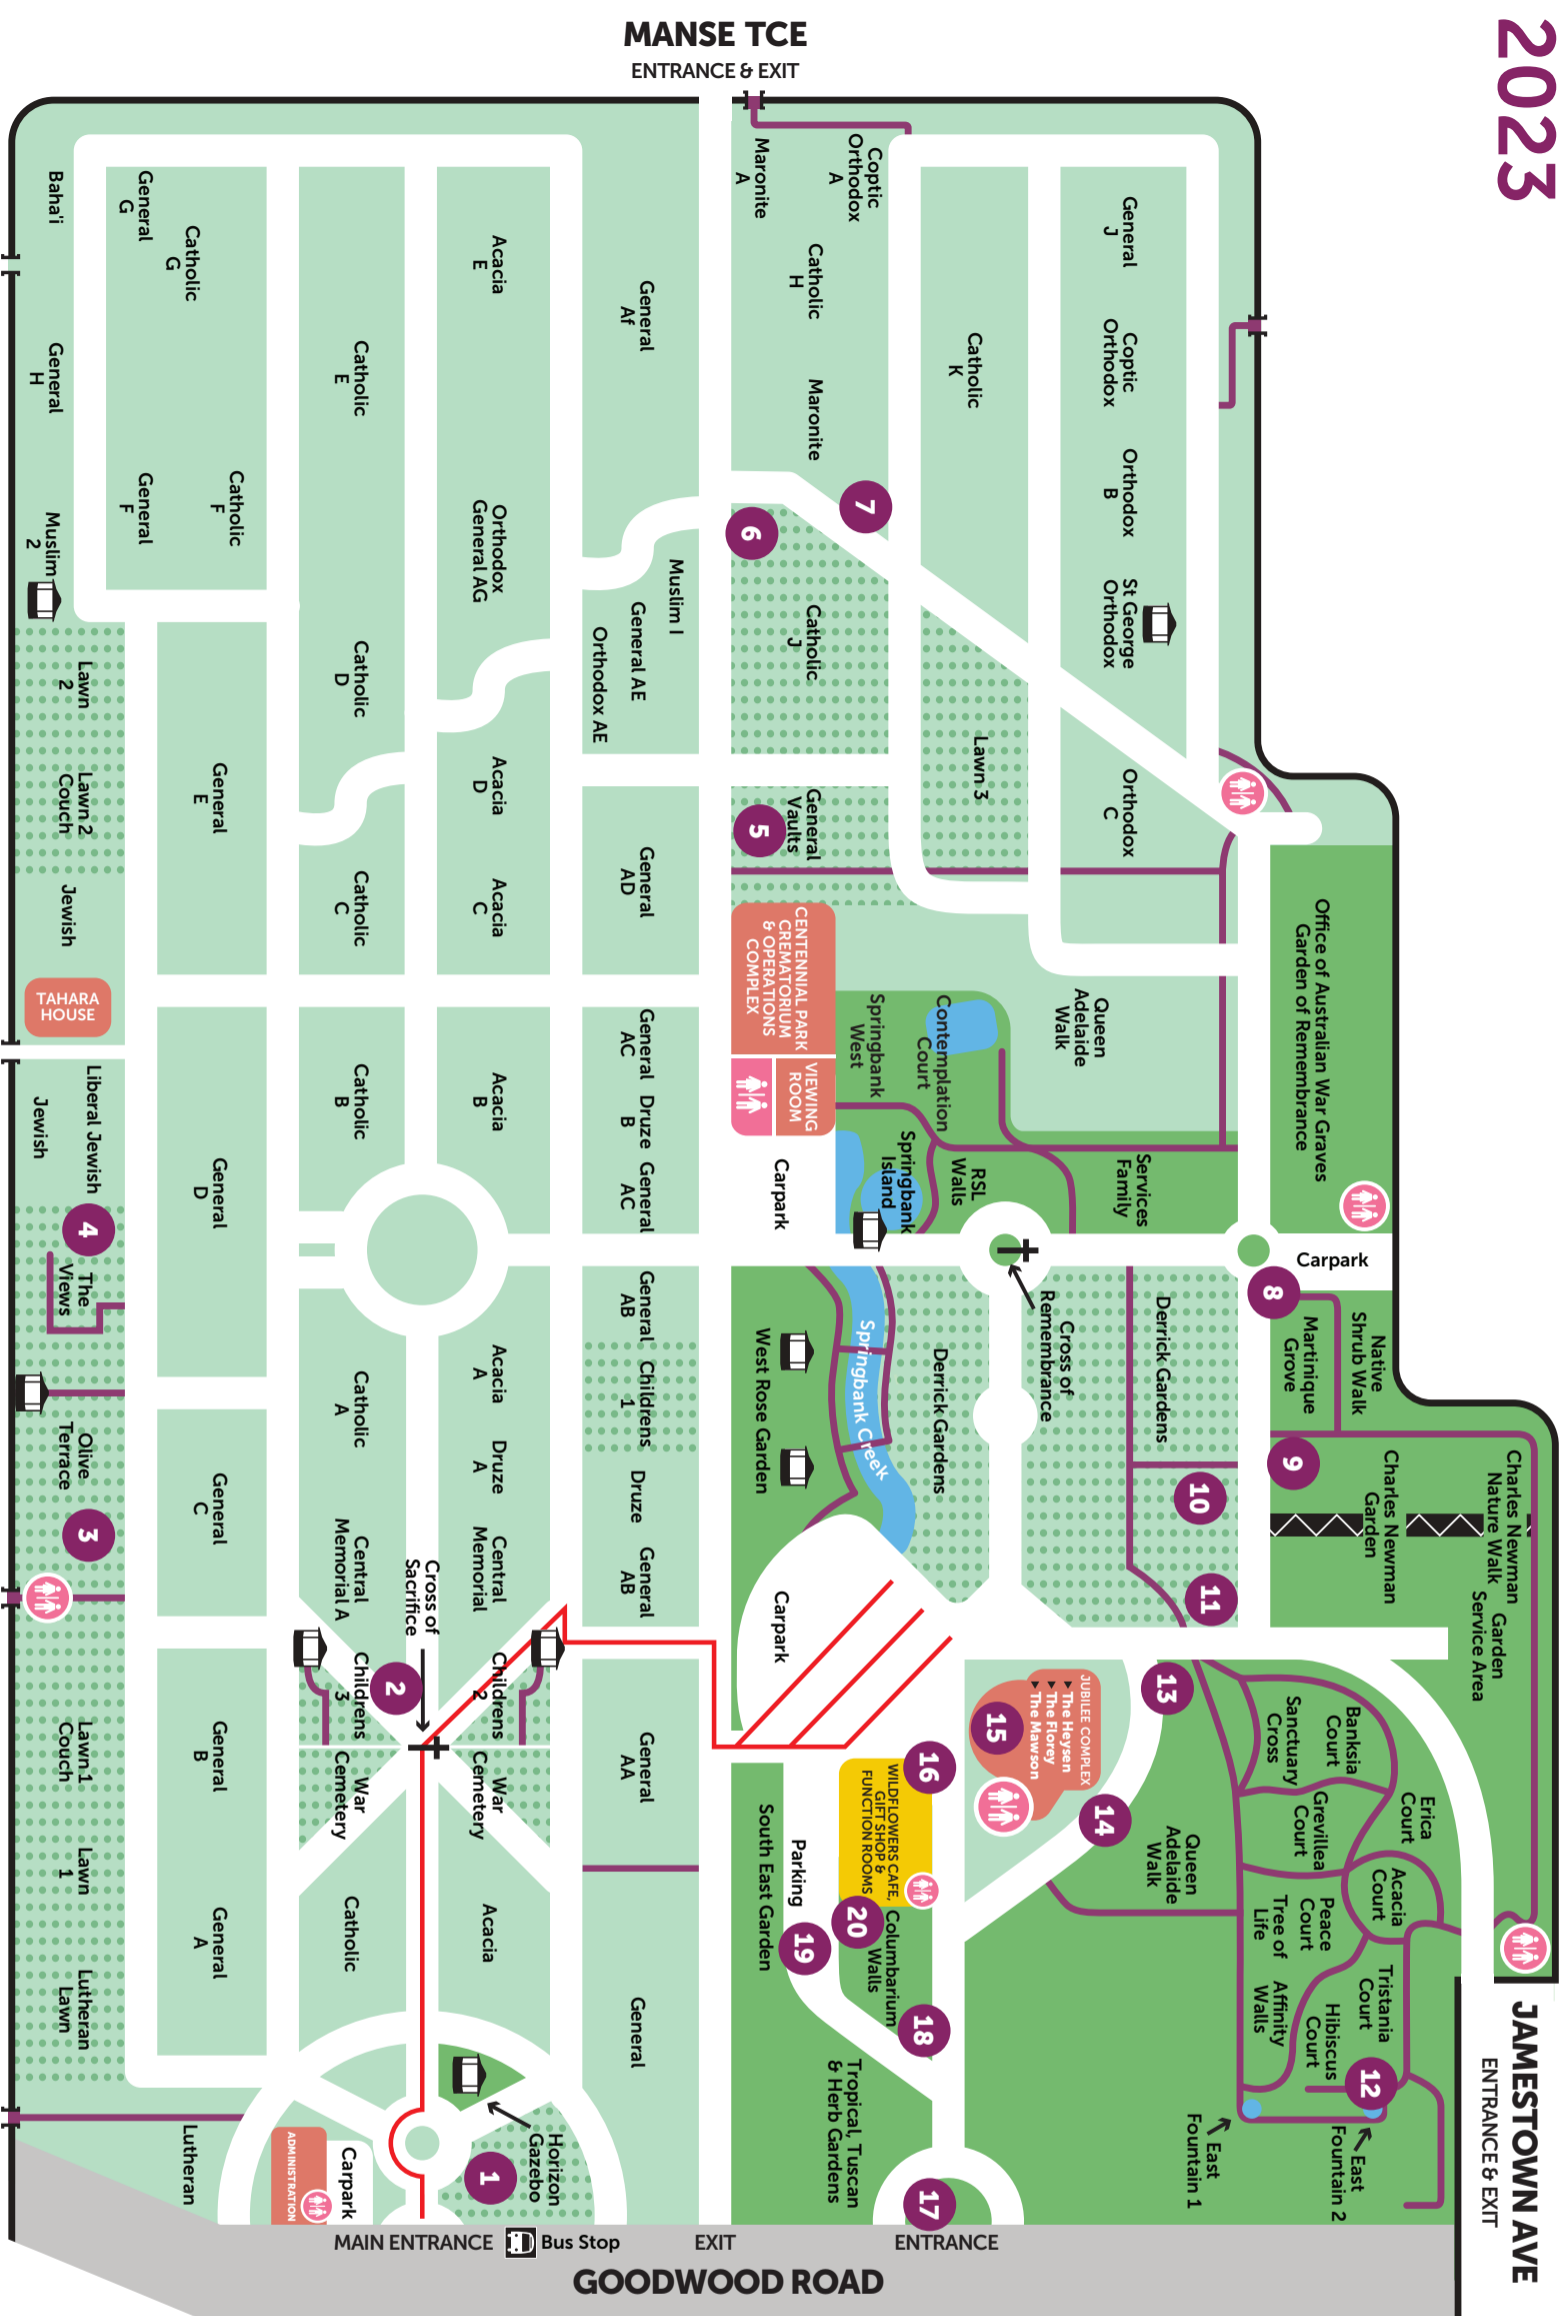 2023
MANSE TCE
ENTRANCE & EXIT
Baha'i
General
G
Catholic
G
General
H
Catholic
E
Acacia
E
General
Af
Maronite
A
Coptic
Orthodox
A
Catholic
H
Maronite
Catholic
K
General
J
Coptic
Orthodox
Orthodox
B
St George
Orthodox
Muslim
2
General
F
Catholic
F
Orthodox
General AG
Muslim I
General AE
Orthodox AE
6
7
Catholic
J
Lawn 3
Orthodox
C
Lawn
2
Lawn 2
Couch
General
E
Catholic
D
Acacia
D
General
Vaults
5
Jewish
Catholic
C
Acacia
C
General
AD
CENTENNIAL PARK
CREMATORIUM
& OPERATIONS
COMPLEX
VIEWING
ROOM
Office of Australian War Graves
Garden of Remembrance
TAHARA
HOUSE
Liberal Jewish
Jewish
General
D
Catholic
B
Acacia
B
General
AC
Druze
B
General
AC
Carpark
Springbank
West
Contemplation
Court
Queen
Adelaide
Walk
Springbank
Island
RSL
Walls
Services
Family
Carpark
4
The
Views
8
Martinique
Grove
Native
Shrub Walk
General
AB
Childrens
1
Druze
General
AB
West Rose Garden
Springbank Creek
Derrick Gardens
Cross of
Remembrance
Derrick Gardens
9
10
11
Charles Newman
Garden
Charles Newman
Nature Walk
Garden
Service Area
Olive
Terrace
3
General
C
Catholic
A
Acacia
A
Druze
A
Central
Memorial A
Central
Memorial
Cross of
Sacrifice
Carpark
2
Childrens
3
Childrens
2
War
Cemetery
War
Cemetery
General
B
Lawn 1
Couch
Lawn
1
General
AA
JUBILEE COMPLEX
▸ The Heysen
▸ The Florey
▸ The Mawson
15
13
14
16
WILDFLOWERS CAFE,
GIFT SHOP &
FUNCTION ROOMS
Sanctuary
Cross
Banksia
Court
Grevillea
Court
Erica
Court
Acacia
Court
Queen
Adelaide
Walk
Peace
Court
Tree of
Life
Affinity
Walls
Tristania
Court
Hibiscus
Court
12
East
Fountain 1
East
Fountain 2
General
A
Lutheran
Lawn
Catholic
Acacia
General
South East Garden
Parking
19
20
Columbarium
Walls
18
Tropical, Tuscan
& Herb Gardens
17
Lutheran
ADMINISTRATION
Carpark
1
Horizon
Gazebo
JAMESTOWN AVE
ENTRANCE & EXIT
MAIN ENTRANCE
Bus Stop
EXIT
ENTRANCE
GOODWOOD ROAD